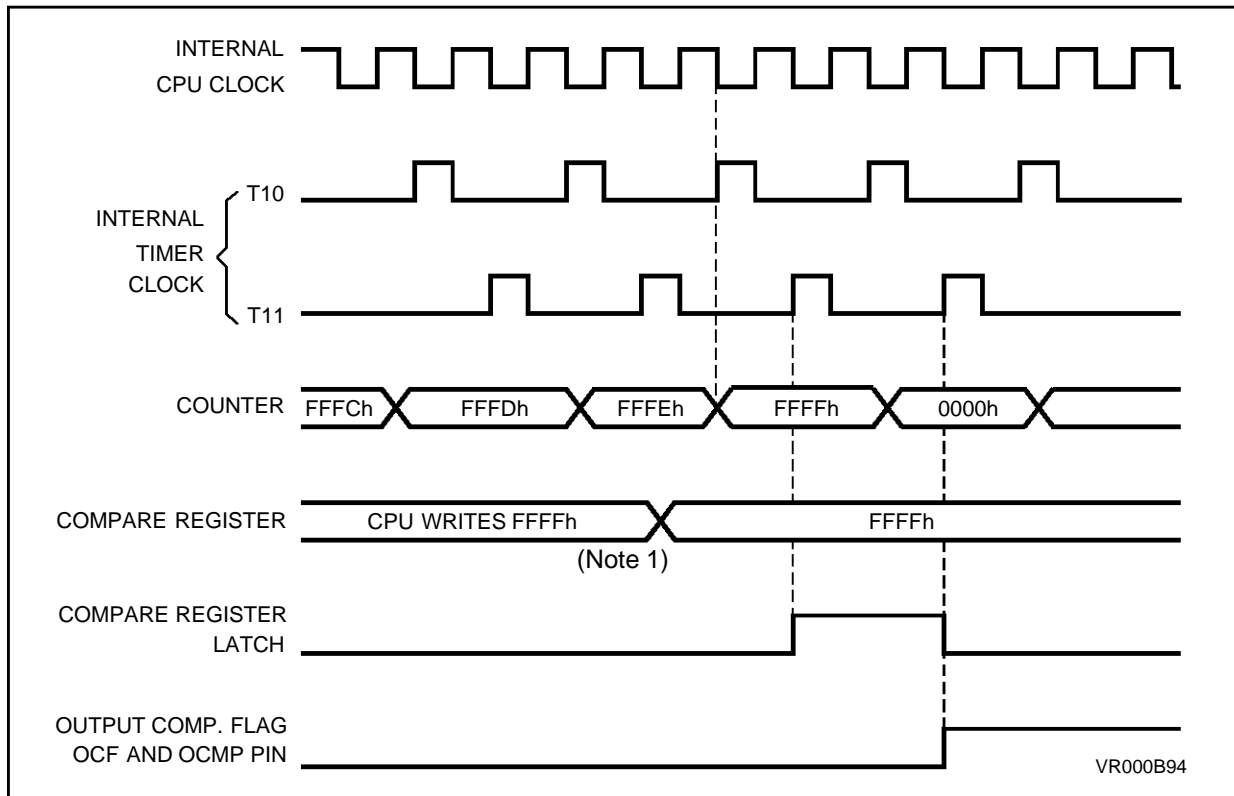 INTERNAL
CPU CLOCK
T10
INTERNAL
TIMER
CLOCK
T11
COUNTER
FFFCh
FFFDh
FFFEh
FFFFh
0000h
COMPARE REGISTER
CPU WRITES FFFFh
FFFFh
(Note 1)
COMPARE REGISTER
LATCH
OUTPUT COMP. FLAG
OCF AND OCMP PIN
VR000B94